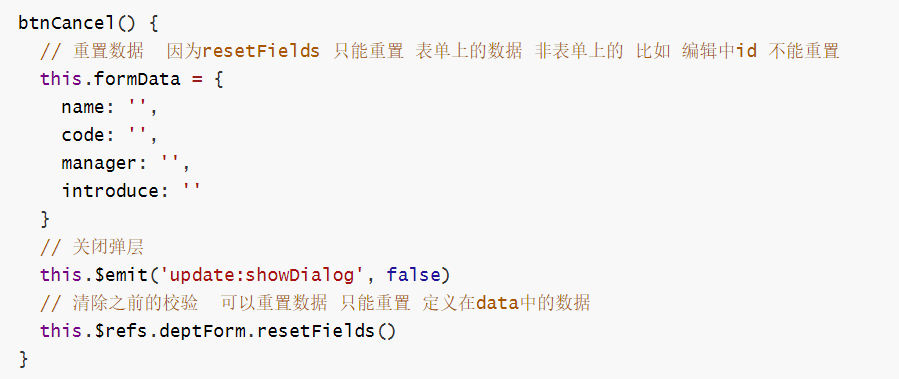 btnCancel() {
  // 重置数据  因为resetFields 只能重置 表单上的数据 非表单上的 比如 编辑中id 不能重置
  this.formData = {
    name: '',
    code: '',
    manager: '',
    introduce: ''
  }
  // 关闭弹层
  this.$emit('update:showDialog', false)
  // 清除之前的校验  可以重置数据 只能重置 定义在data中的数据
  this.$refs.deptForm.resetFields()
}